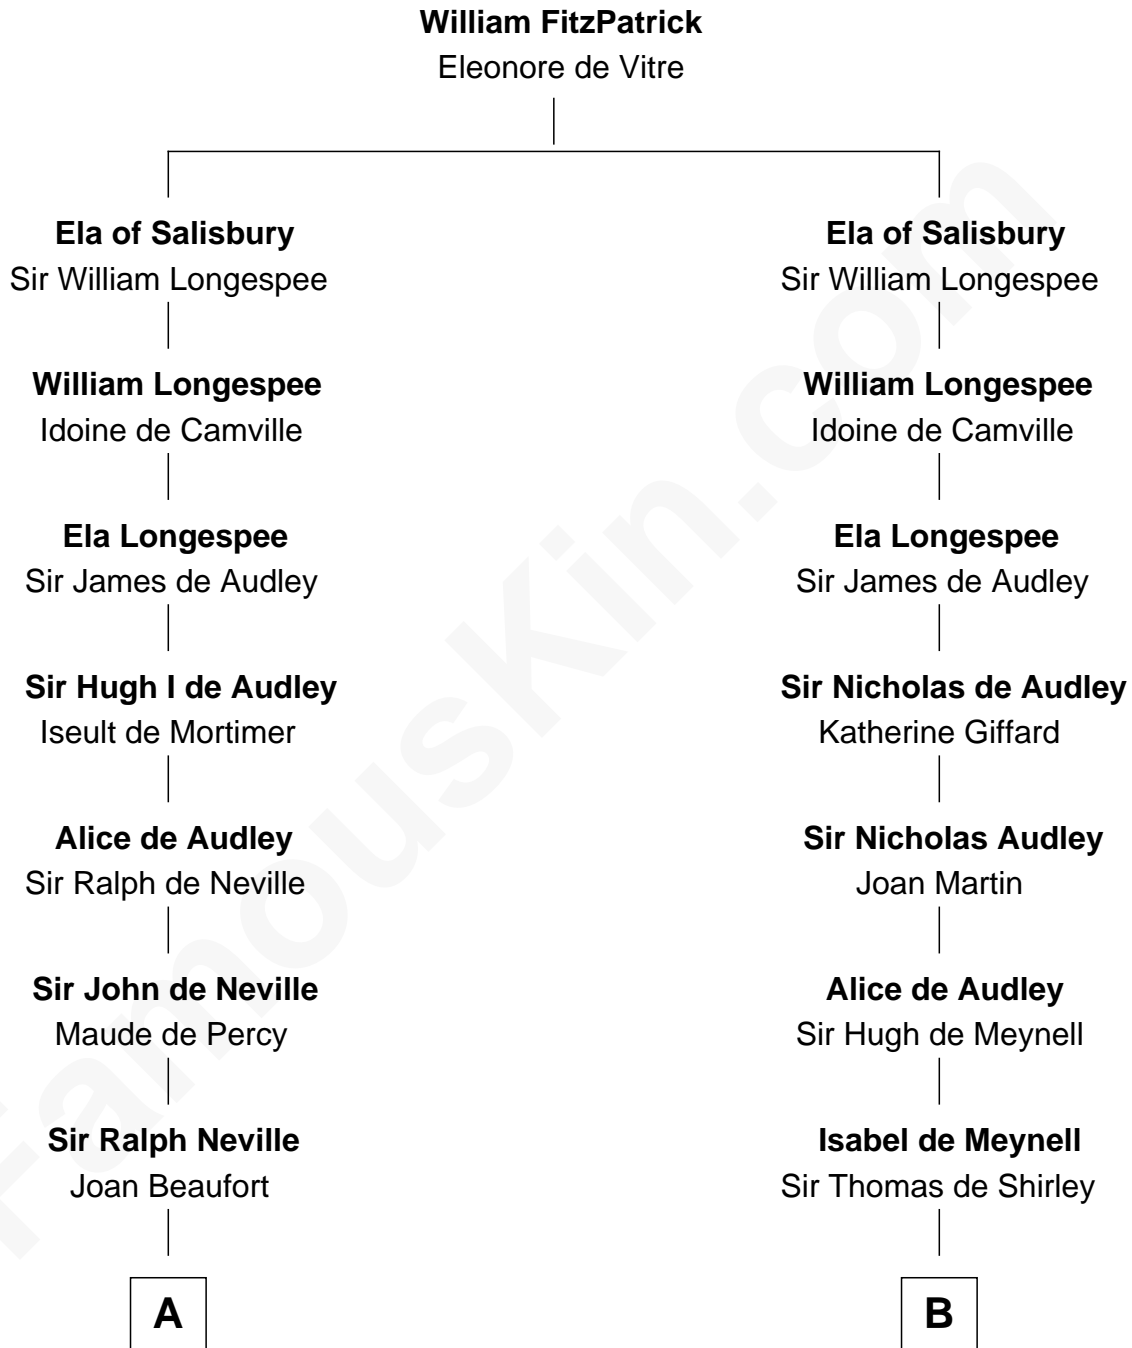 William FitzPatrick
Eleonore de Vitre
Ela of Salisbury
Sir William Longespee
Ela of Salisbury
Sir William Longespee
William Longespee
Idoine de Camville
William Longespee
Idoine de Camville
Ela Longespee
Sir James de Audley
Ela Longespee
Sir James de Audley
Sir Hugh I de Audley
Iseult de Mortimer
Sir Nicholas de Audley
Katherine Giffard
Alice de Audley
Sir Ralph de Neville
Sir Nicholas Audley
Joan Martin
Sir John de Neville
Maude de Percy
Alice de Audley
Sir Hugh de Meynell
Sir Ralph Neville
Joan Beaufort
Isabel de Meynell
Sir Thomas de Shirley
A
B
FamousKin.com